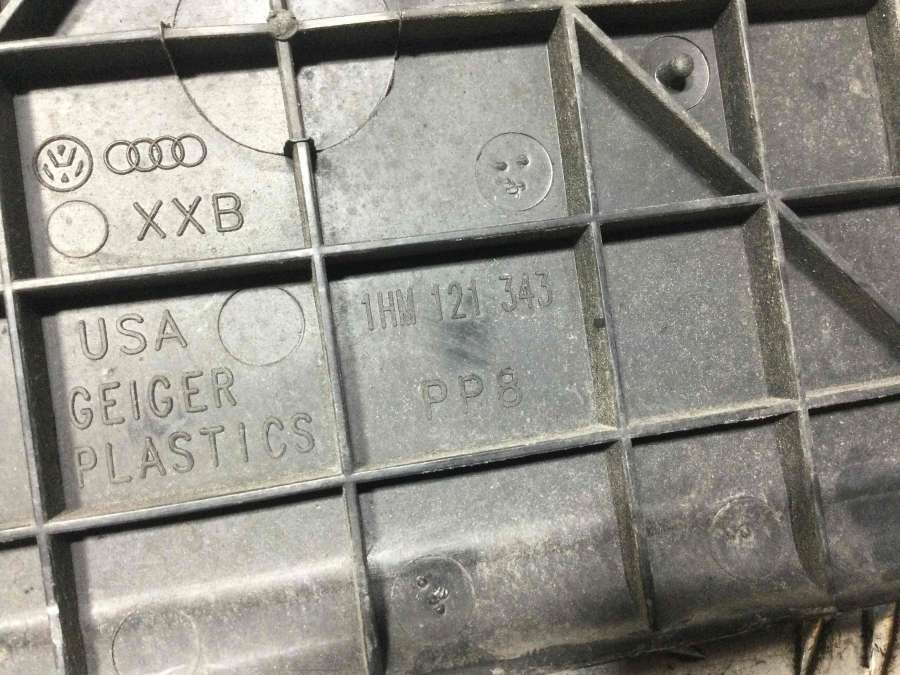 XXB
USA
GEIGER
PLASTICS
1HM 121 343
PP8